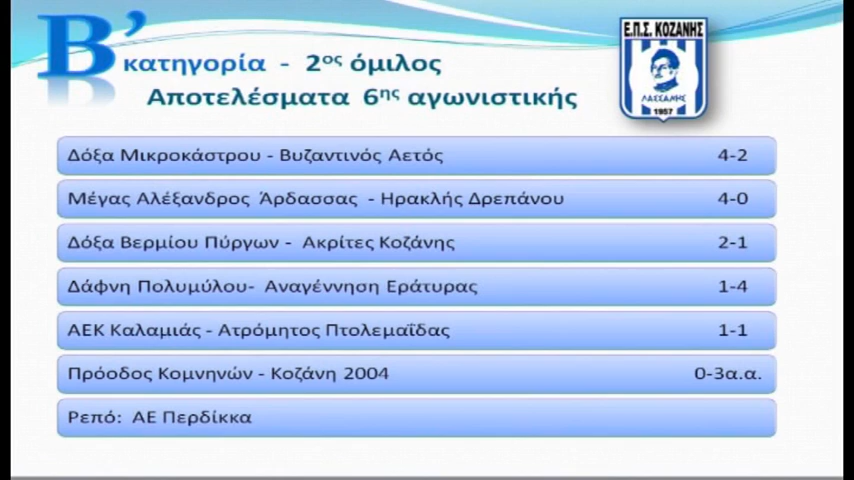 Β’ κατηγορία - 2ος όμιλος
Αποτελέσματα 6ης αγωνιστικής
Ε.Π.Σ. ΚΟΖΑΝΗΣ
ΛΑΣΣΑΝΗΣ
1957
Δόξα Μικροκάστρου - Βυζαντινός Αετός 4-2
Μέγας Αλέξανδρος Άρδασσας - Ηρακλής Δρεπάνου 4-0
Δόξα Βερμίου Πύργων - Ακρίτες Κοζάνης 2-1
Δάφνη Πολυμύλου- Αναγέννηση Εράτυρας 1-4
ΑΕΚ Καλαμιάς - Ατρόμητος Πτολεμαΐδας 1-1
Πρόοδος Κομνηνών - Κοζάνη 2004 0-3α.α.
Ρεπό: ΑΕ Περδίκκα